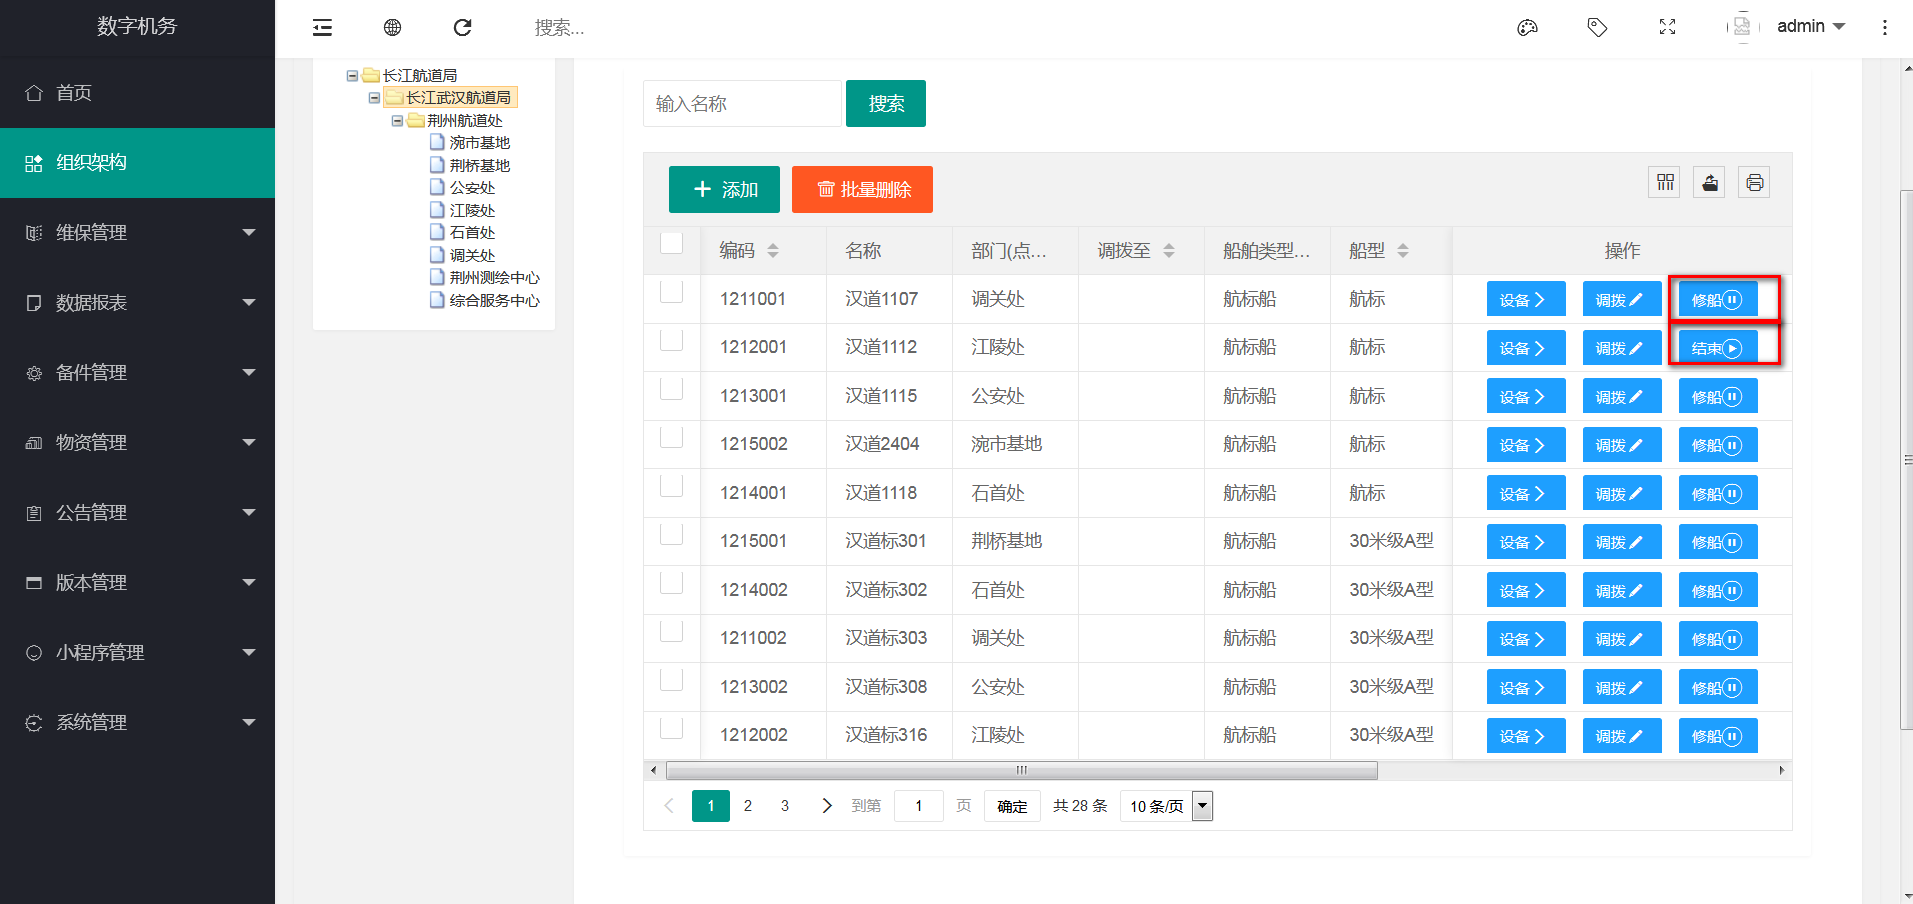 数字机务
搜索...
admin
首页
组织架构
维保管理
数据报表
备件管理
物资管理
公告管理
版本管理
小程序管理
系统管理
长江航道局
长江武汉航道局
荆州航道处
涴市基地
荆桥基地
公安处
江陵处
石首处
调关处
荆州测绘中心
综合服务中心
输入名称 搜索
添加 批量删除
编码 名称 部门(点... 调拨至 船舶类型... 船型 操作
1211001 汉道1107 调关处 航标船 航标 设备 调拨 修船
1212001 汉道1112 江陵处 航标船 航标 设备 调拨 结束
1213001 汉道1115 公安处 航标船 航标 设备 调拨 修船
1215002 汉道2404 涴市基地 航标船 航标 设备 调拨 修船
1214001 汉道1118 石首处 航标船 航标 设备 调拨 修船
1215001 汉道标301 荆桥基地 航标船 30米级A型 设备 调拨 修船
1214002 汉道标302 石首处 航标船 30米级A型 设备 调拨 修船
1211002 汉道标303 调关处 航标船 30米级A型 设备 调拨 修船
1213002 汉道标308 公安处 航标船 30米级A型 设备 调拨 修船
1212002 汉道标316 江陵处 航标船 30米级A型 设备 调拨 修船
1 2 3 到第 1 页 确定 共 28 条 10 条/页